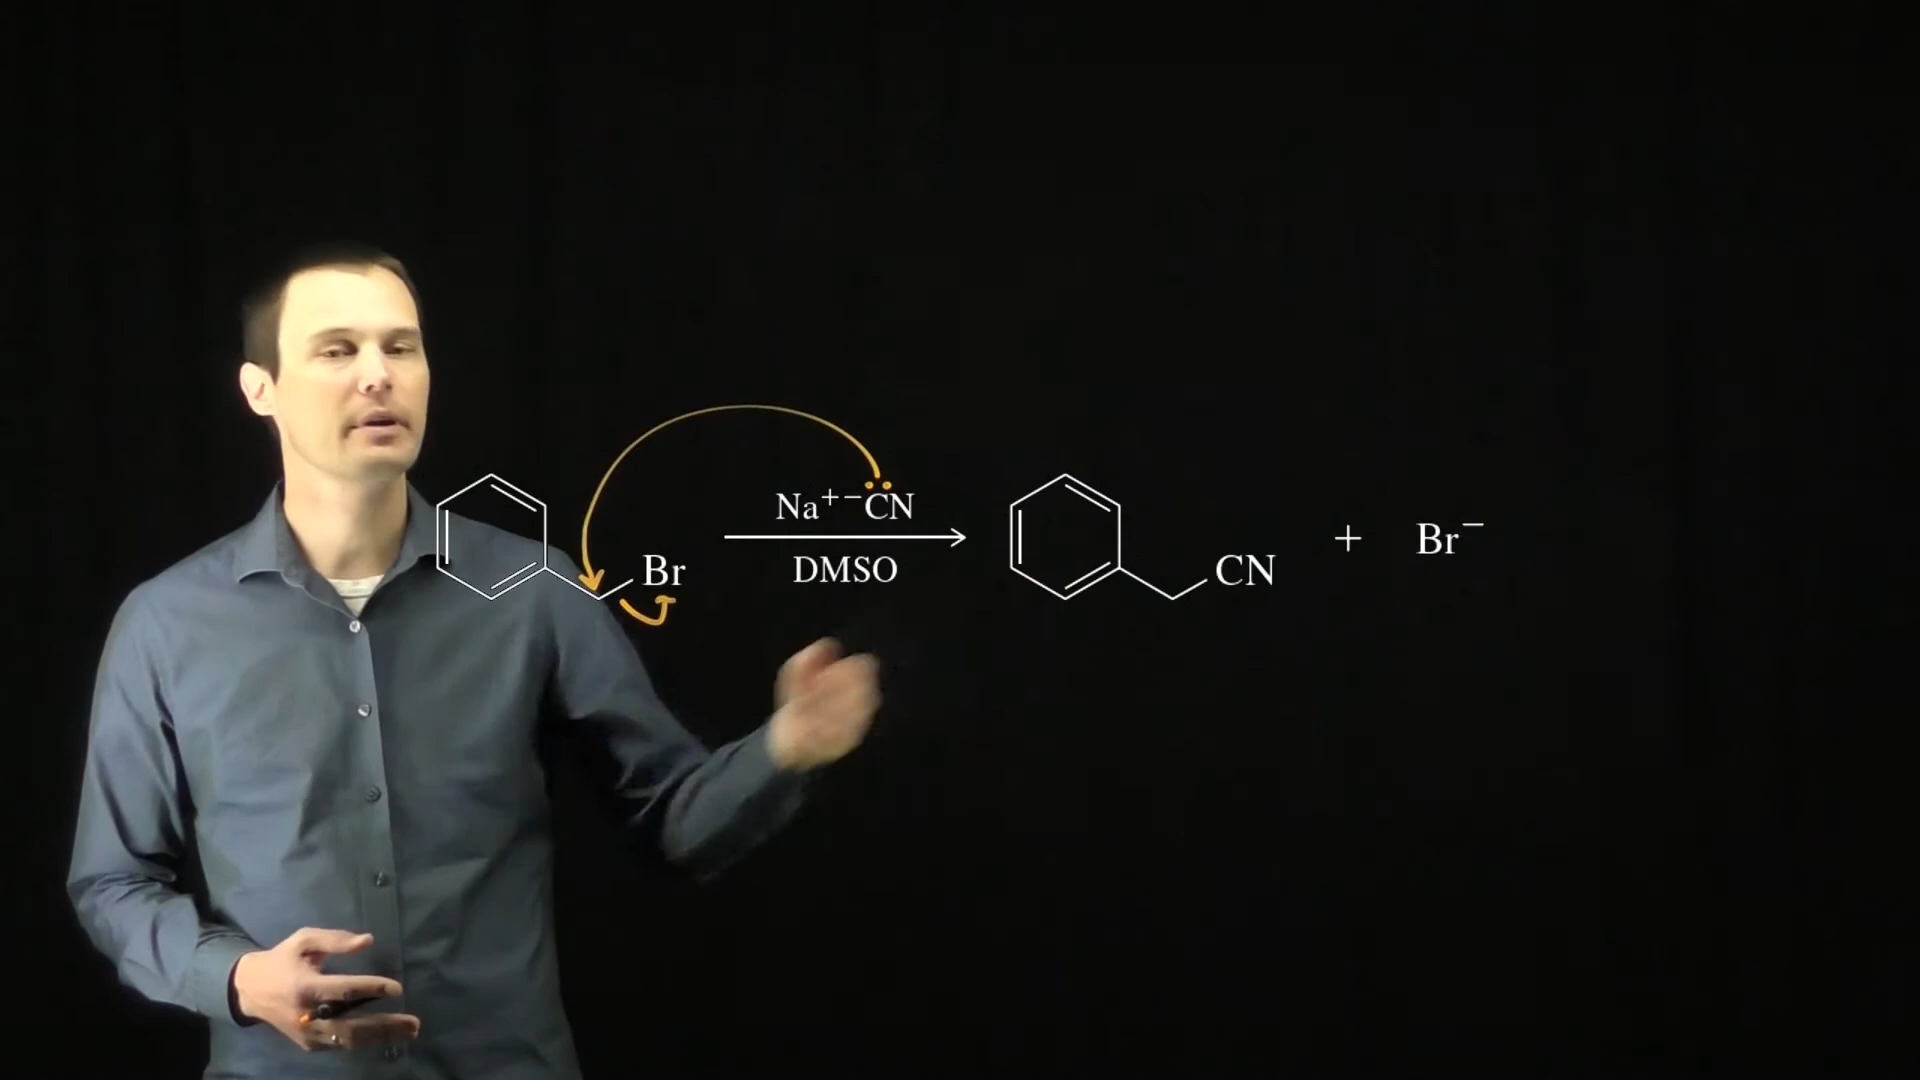 Na⁺ ⁻CN
Br
DMSO
CN
+ Br⁻